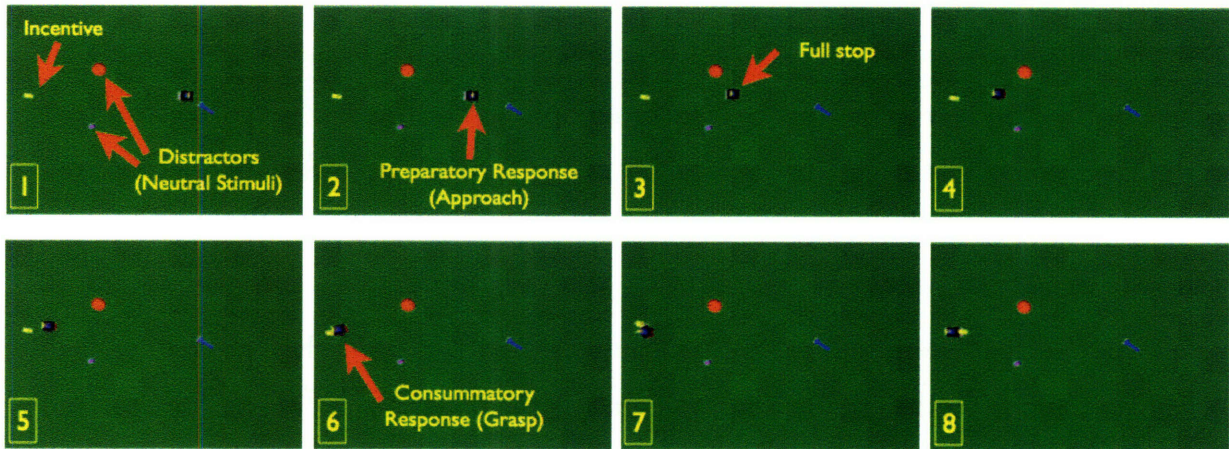 Incentive
Distractors
(Neutral Stimuli)
1
Preparatory Response
(Approach)
2
Full stop
3
4
5
Consummatory
Response (Grasp)
6
7
8